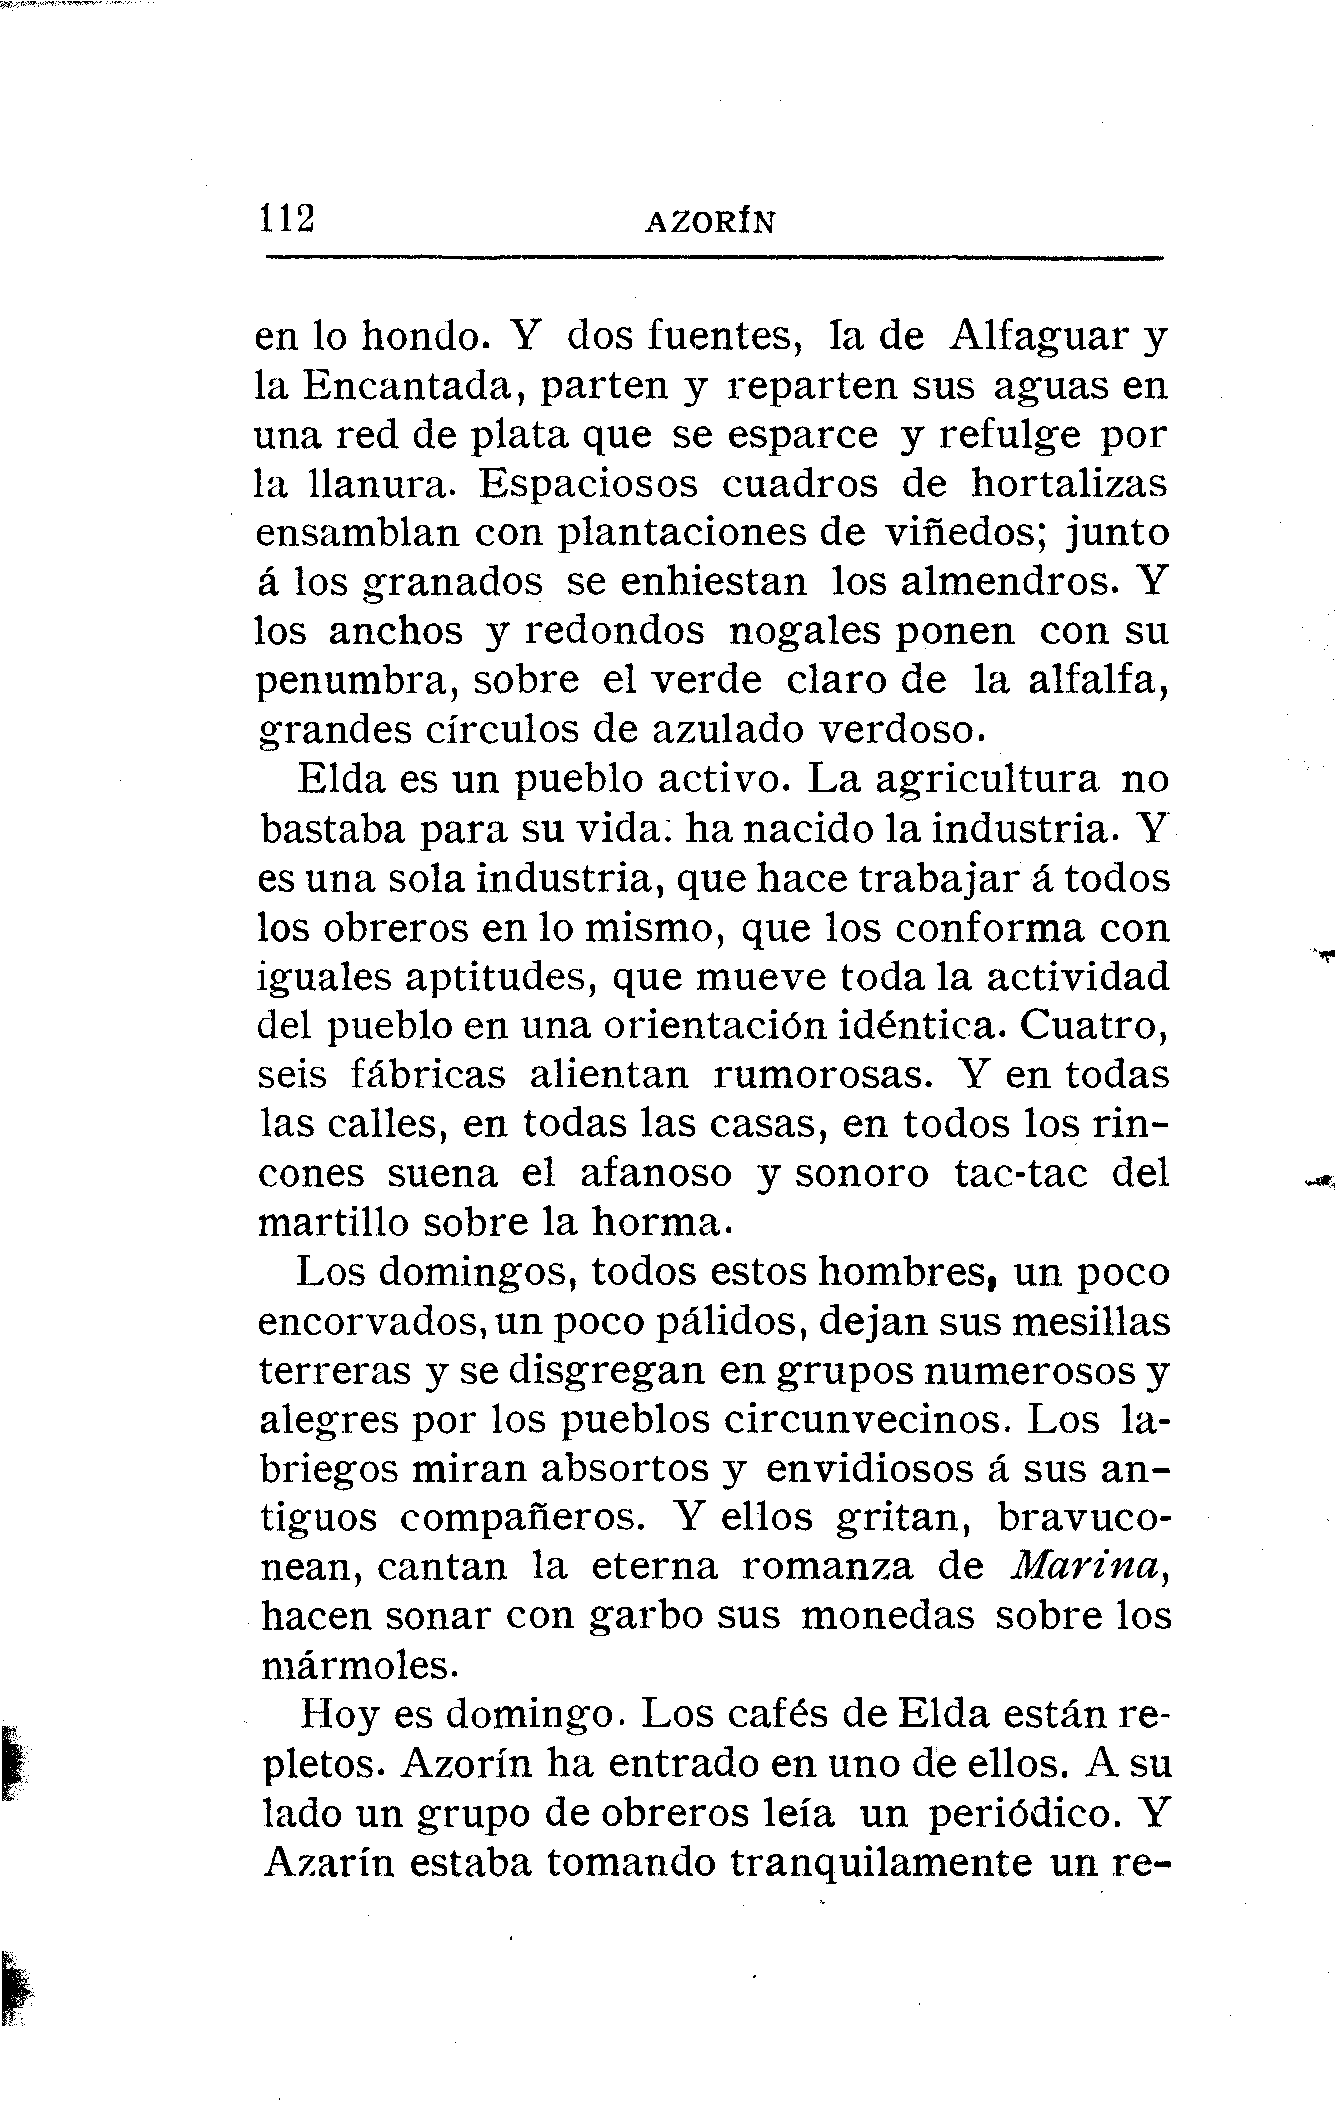 112 AZORÍN
en lo hondo. Y dos fuentes, la de Alfaguar y
la Encantada, parten y reparten sus aguas en
una red de plata que se esparce y refulge por
la llanura. Espaciosos cuadros de hortalizas
ensamblan con plantaciones de viñedos; junto
á los granados se enhiestan los almendros. Y
los anchos y redondos nogales ponen con su
penumbra, sobre el verde claro de la alfalfa,
grandes círculos de azulado verdoso.
Elda es un pueblo activo. La agricultura no
bastaba para su vida: ha nacido la industria. Y
es una sola industria, que hace trabajar á todos
los obreros en lo mismo, que los conforma con
iguales aptitudes, que mueve toda la actividad
del pueblo en una orientación idéntica. Cuatro,
seis fábricas alientan rumorosas. Y en todas
las calles, en todas las casas, en todos los rin-
cones suena el afanoso y sonoro tac-tac del
martillo sobre la horma.
Los domingos, todos estos hombres, un poco
encorvados, un poco pálidos, dejan sus mesillas
terreras y se disgregan en grupos numerosos y
alegres por los pueblos circunvecinos. Los la-
briegos miran absortos y envidiosos á sus an-
tiguos compañeros. Y ellos gritan, bravuco-
nean, cantan la eterna romanza de Marina,
hacen sonar con garbo sus monedas sobre los
mármoles.
Hoy es domingo. Los cafés de Elda están re-
pletos. Azorín ha entrado en uno de ellos. A su
lado un grupo de obreros leía un periódico. Y
Azarín estaba tomando tranquilamente un re-